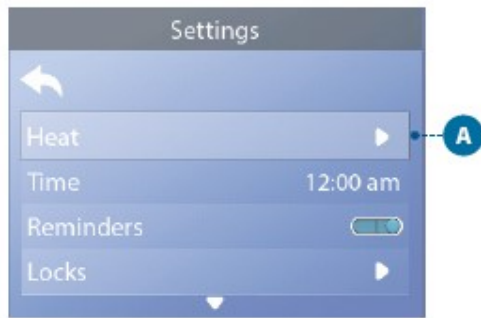 Settings
Heat
A
Time 12:00 am
Reminders
Locks